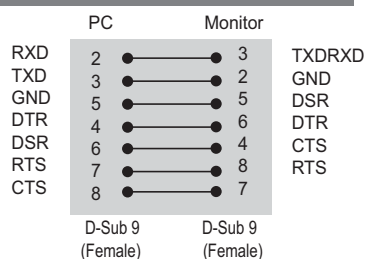 PC Monitor
RXD 2 3 TXDRXD
TXD 3 2 GND
GND 5 5 DSR
DTR 4 6 DTR
DSR 6 4 CTS
RTS 7 8 RTS
CTS 8 7
D-Sub 9 D-Sub 9
(Female) (Female)